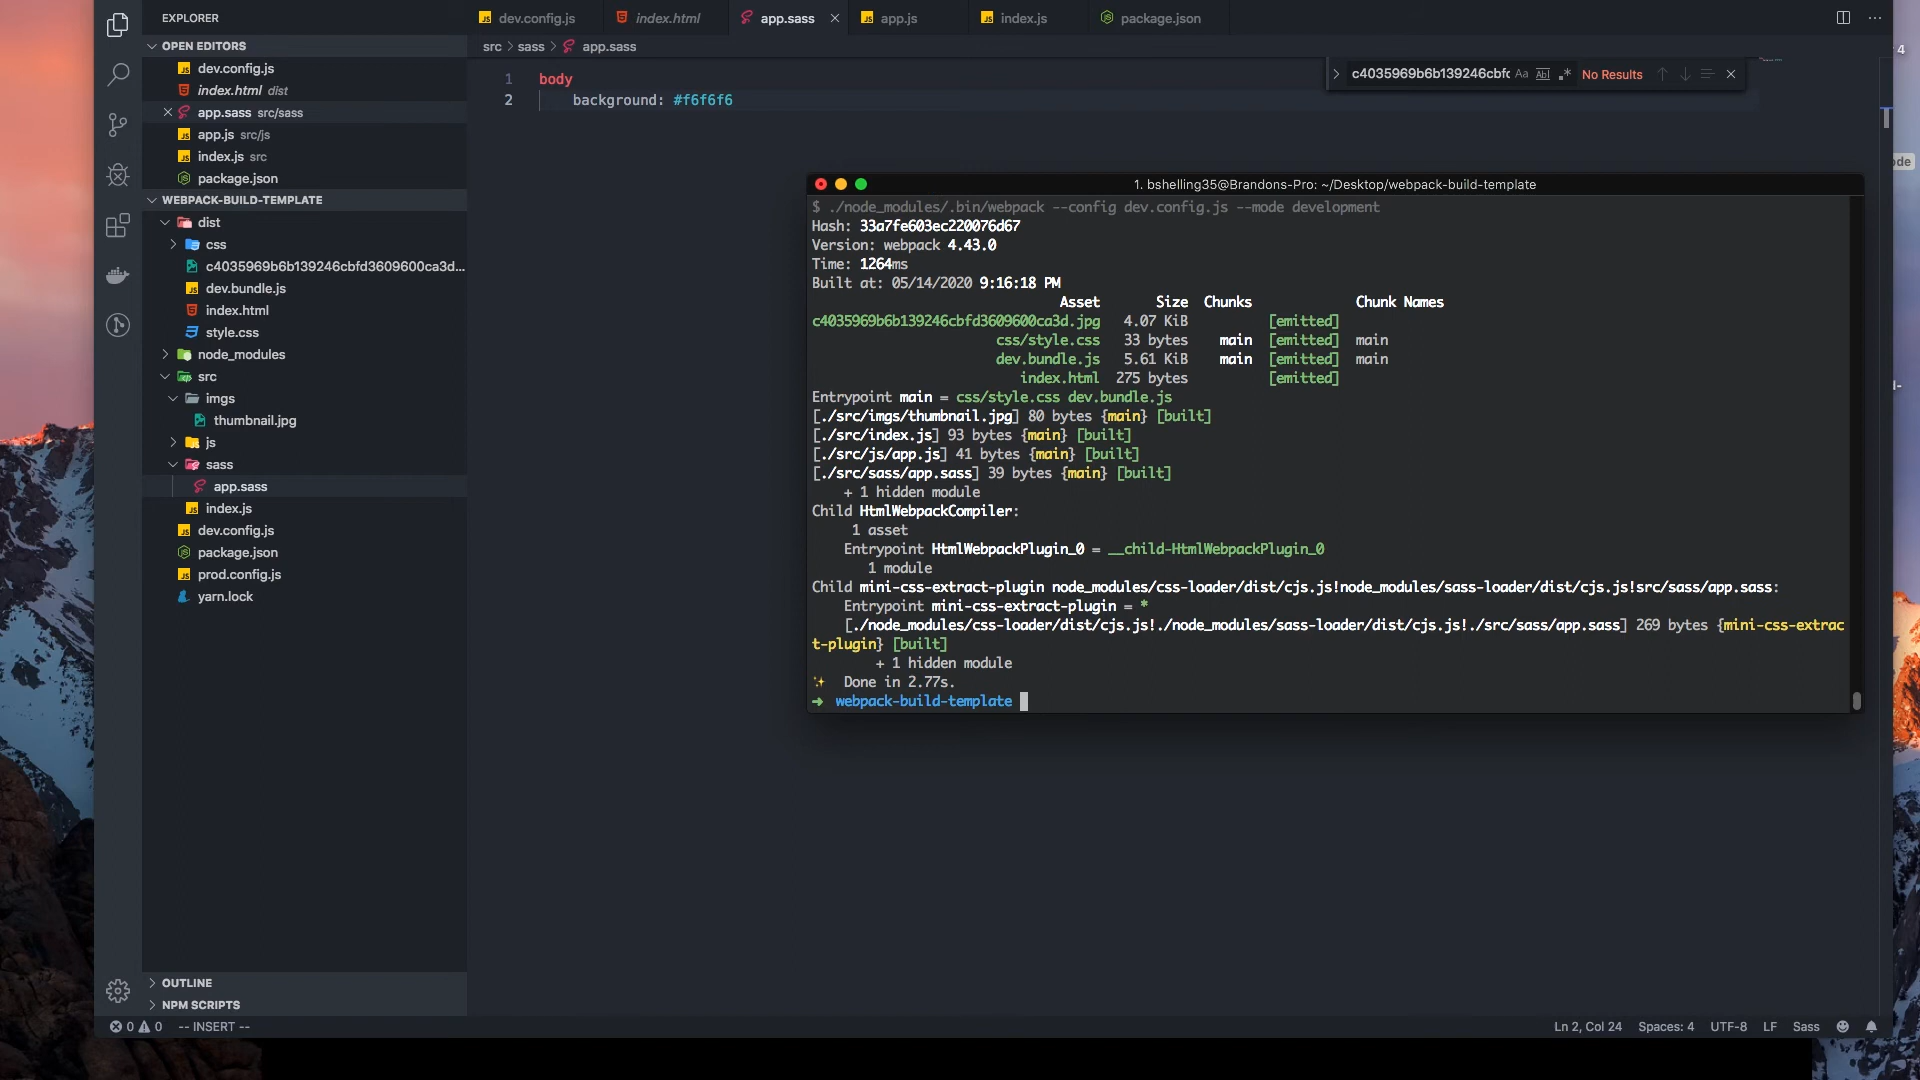 EXPLORER
OPEN EDITORS
dev.config.js
index.html dist
app.sass src/sass
app.js src/js
index.js src
package.json
WEBPACK-BUILD-TEMPLATE
dist
css
c4035969b6b139246cbfd3609600ca3d...
dev.bundle.js
index.html
style.css
node_modules
src
imgs
thumbnail.jpg
js
sass
app.sass
index.js
dev.config.js
package.json
prod.config.js
yarn.lock
OUTLINE
NPM SCRIPTS
dev.config.js index.html app.sass app.js index.js package.json
src > sass > app.sass
1 body
2 background: #f6f6f6
c4035969b6b139246cbfd Aa Abl .* No Results
1. bshelling35@Brandons-Pro: ~/Desktop/webpack-build-template
$ ./node_modules/.bin/webpack --config dev.config.js --mode development
Hash: 33a7fe603ec220076d67
Version: webpack 4.43.0
Time: 1264ms
Built at: 05/14/2020 9:16:18 PM
Asset Size Chunks Chunk Names
c4035969b6b139246cbfd3609600ca3d.jpg 4.07 KiB [emitted]
css/style.css 33 bytes main [emitted] main
dev.bundle.js 5.61 KiB main [emitted] main
index.html 275 bytes [emitted]
Entrypoint main = css/style.css dev.bundle.js
[./src/imgs/thumbnail.jpg] 80 bytes {main} [built]
[./src/index.js] 93 bytes {main} [built]
[./src/js/app.js] 41 bytes {main} [built]
[./src/sass/app.sass] 39 bytes {main} [built]
+ 1 hidden module
Child HtmlWebpackCompiler:
1 asset
Entrypoint HtmlWebpackPlugin_0 = __child-HtmlWebpackPlugin_0
1 module
Child mini-css-extract-plugin node_modules/css-loader/dist/cjs.js!node_modules/sass-loader/dist/cjs.js!src/sass/app.sass:
Entrypoint mini-css-extract-plugin = *
[./node_modules/css-loader/dist/cjs.js!./node_modules/sass-loader/dist/cjs.js!./src/sass/app.sass] 269 bytes {mini-css-extrac
t-plugin} [built]
+ 1 hidden module
Done in 2.77s.
webpack-build-template
0 0 -- INSERT --
Ln 2, Col 24 Spaces: 4 UTF-8 LF Sass
4
ode